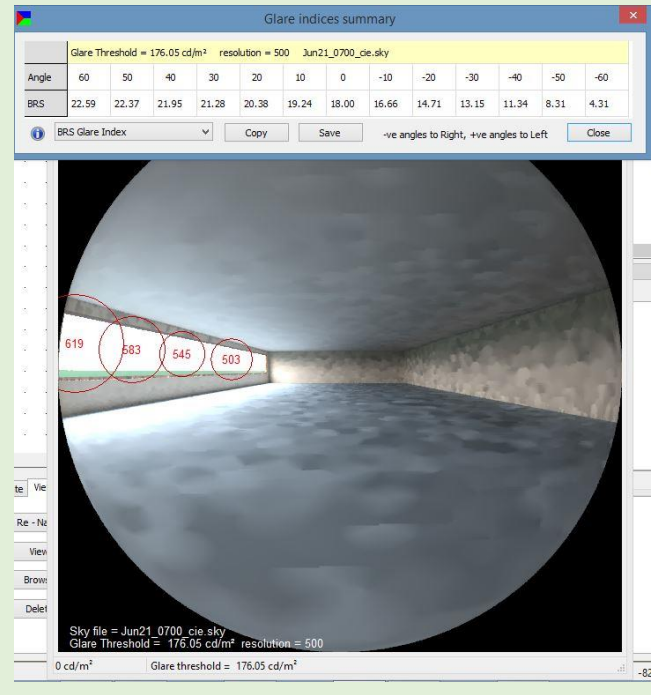 Glare indices summary
Glare Threshold = 176.05 cd/m² resolution = 500 Jun21_0700_cie.sky
Angle 60 50 40 30 20 10 0 -10 -20 -30 -40 -50 -60
BRS 22.59 22.37 21.95 21.28 20.38 19.24 18.00 16.66 14.71 13.15 11.34 8.31 4.31
BRS Glare Index Copy Save -ve angles to Right, +ve angles to Left Close
619 583 545 503
te Vie
Re - Na
View
Brows
Delet
Sky file = Jun21_0700_cie.sky
Glare Threshold = 176.05 cd/m² resolution = 500
0 cd/m² Glare threshold = 176.05 cd/m²
-82